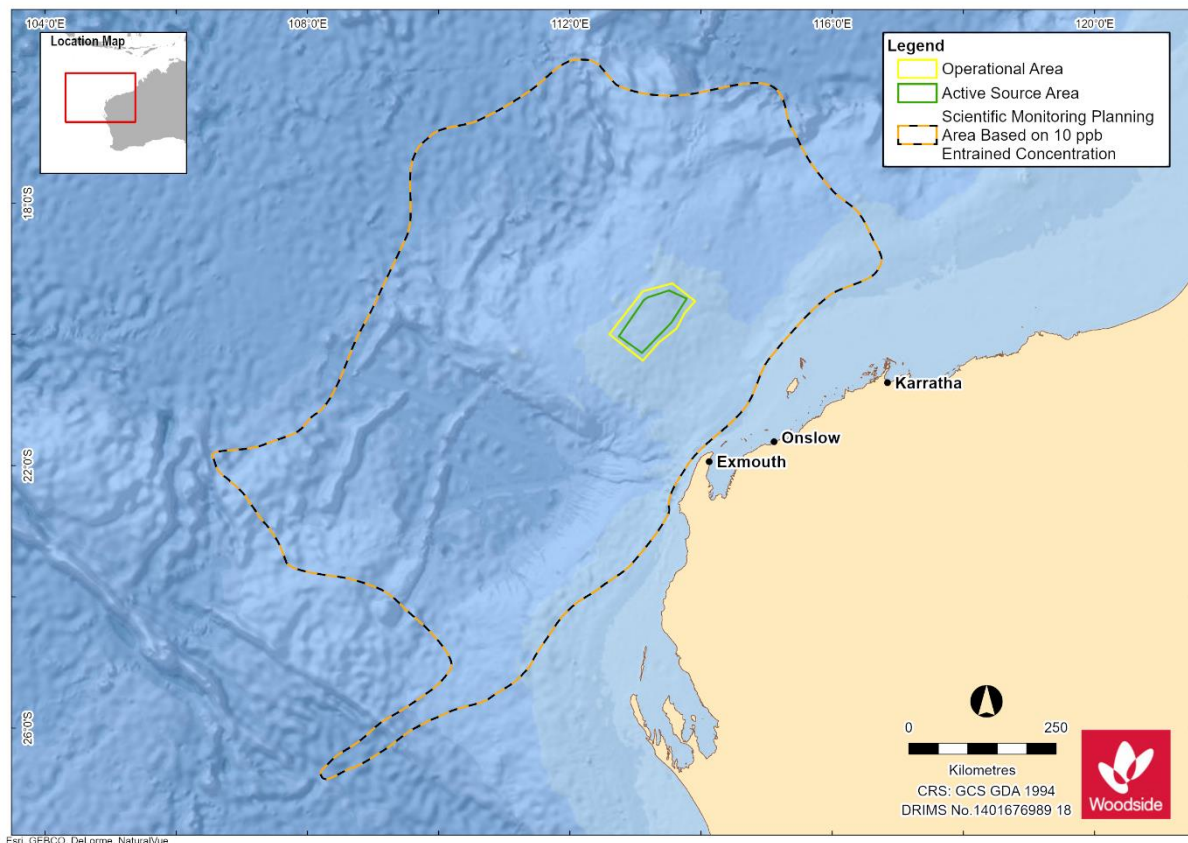 104°0'E
108°0'E
112°0'E
116°0'E
120°0'E
Location Map
Legend
Operational Area
Active Source Area
Scientific Monitoring Planning
Area Based on 10 ppb
Entrained Concentration
18°0'S
22°0'S
26°0'S
Karratha
Onslow
Exmouth
0
250
Kilometres
CRS: GCS GDA 1994
DRIMS No.1401676989 18
Woodside
Esri, GEBCO, DeLorme, NaturalVue